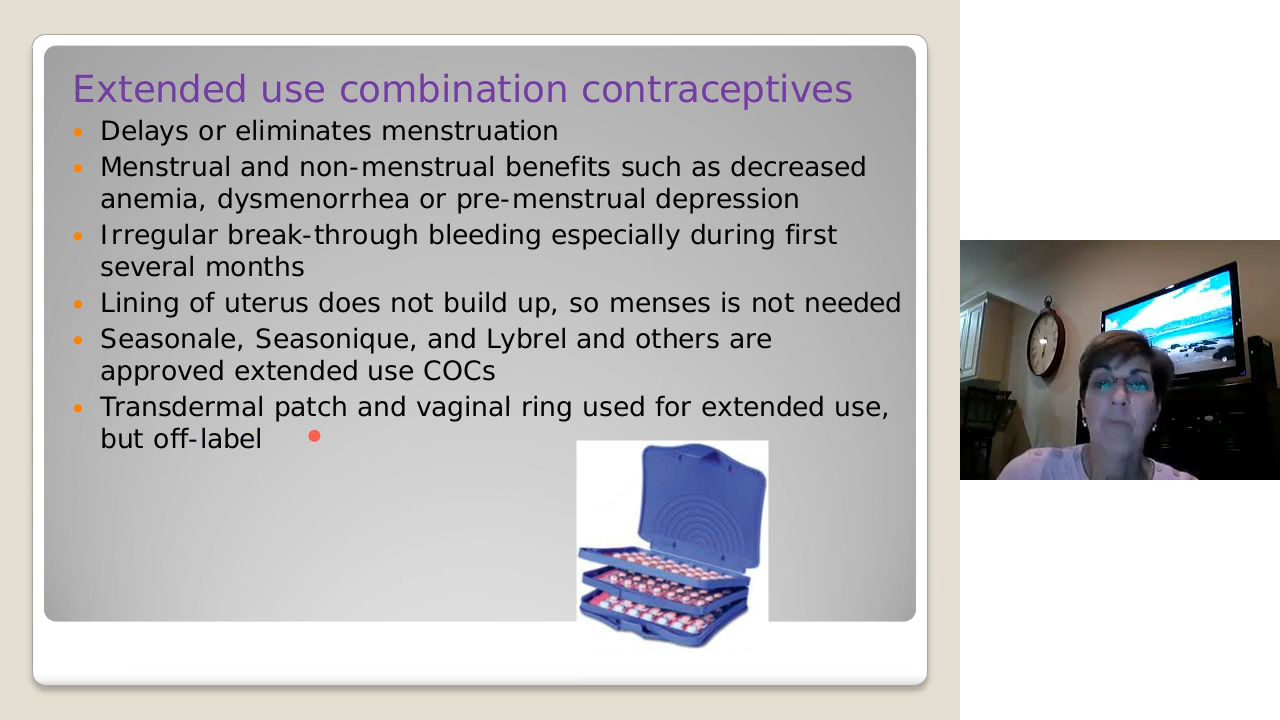 Extended use combination contraceptives
• Delays or eliminates menstruation
• Menstrual and non-menstrual benefits such as decreased
anemia, dysmenorrhea or pre-menstrual depression
• Irregular break-through bleeding especially during first
several months
• Lining of uterus does not build up, so menses is not needed
• Seasonale, Seasonique, and Lybrel and others are
approved extended use COCs
• Transdermal patch and vaginal ring used for extended use,
but off-label